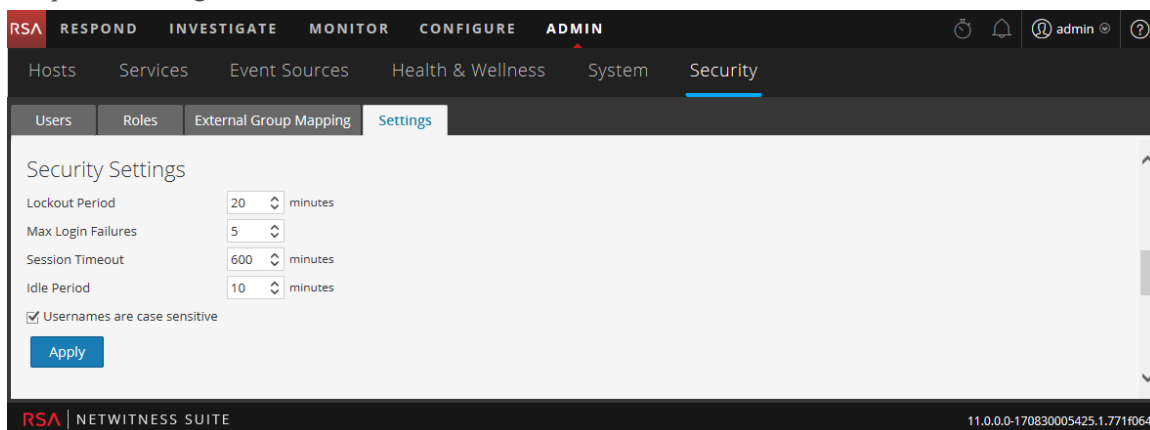 RSA RESPOND INVESTIGATE MONITOR CONFIGURE ADMIN admin ?
Hosts Services Event Sources Health & Wellness System Security
Users Roles External Group Mapping Settings
Security Settings
Lockout Period 20 minutes
Max Login Failures 5
Session Timeout 600 minutes
Idle Period 10 minutes
Usernames are case sensitive
Apply
RSA NETWITNESS SUITE 11.0.0.0-170830005425.1.771f064